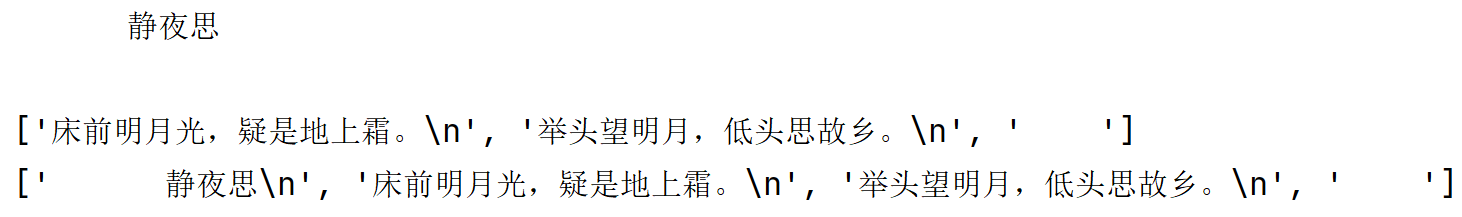 静夜思
['床前明月光，疑是地上霜。\n', '举头望明月，低头思故乡。\n', '    ']
['      静夜思\n', '床前明月光，疑是地上霜。\n', '举头望明月，低头思故乡。\n', '    ']